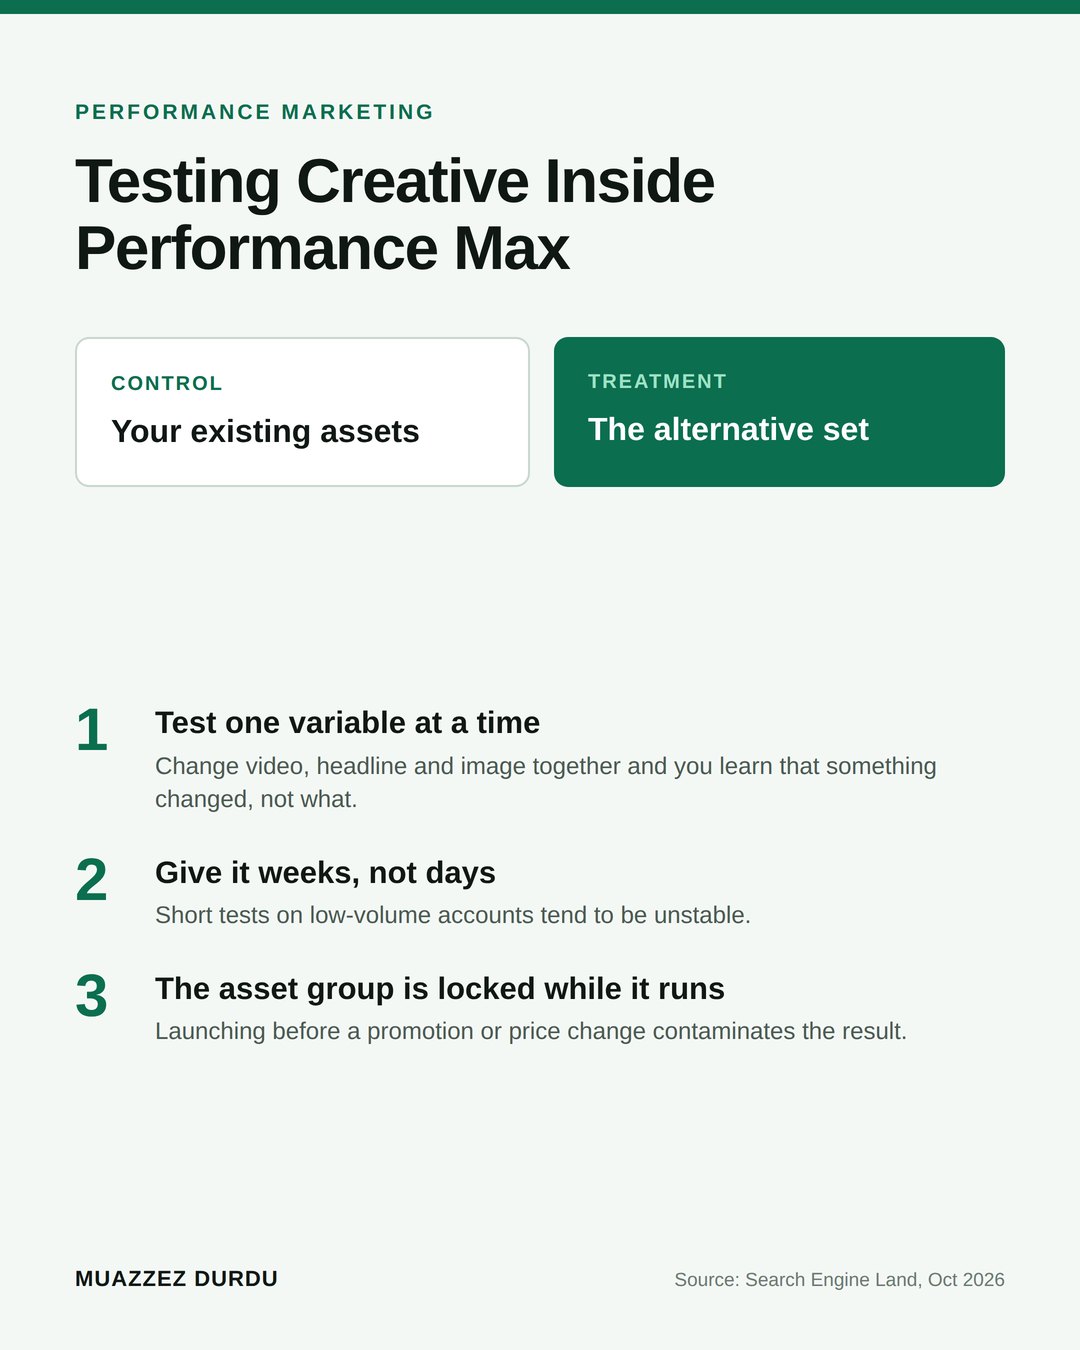 PERFORMANCE MARKETING
Testing Creative Inside
Performance Max
CONTROL
Your existing assets
TREATMENT
The alternative set
1
Test one variable at a time
Change video, headline and image together and you learn that something
changed, not what.
2
Give it weeks, not days
Short tests on low-volume accounts tend to be unstable.
3
The asset group is locked while it runs
Launching before a promotion or price change contaminates the result.
MUAZZEZ DURDU
Source: Search Engine Land, Oct 2026